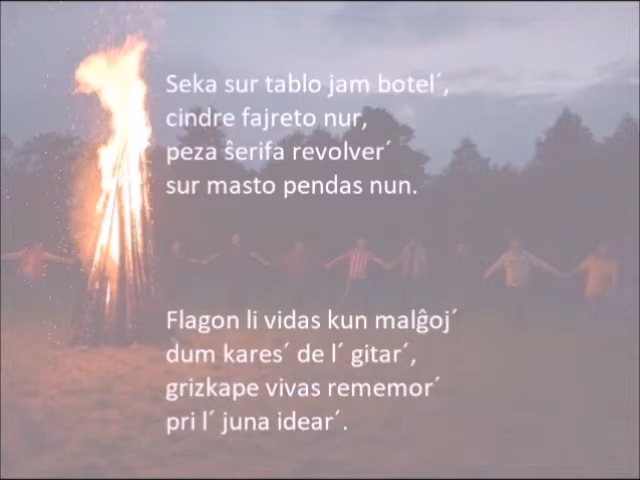 Seka sur tablo jam botel´,
cindre fajreto nur,
peza ŝerifa revolver´
sur masto pendas nun.
Flagon li vidas kun malĝoj´
dum kares´ de l´ gitar´,
grizkape vivas rememor´
pri l´ juna idear´.